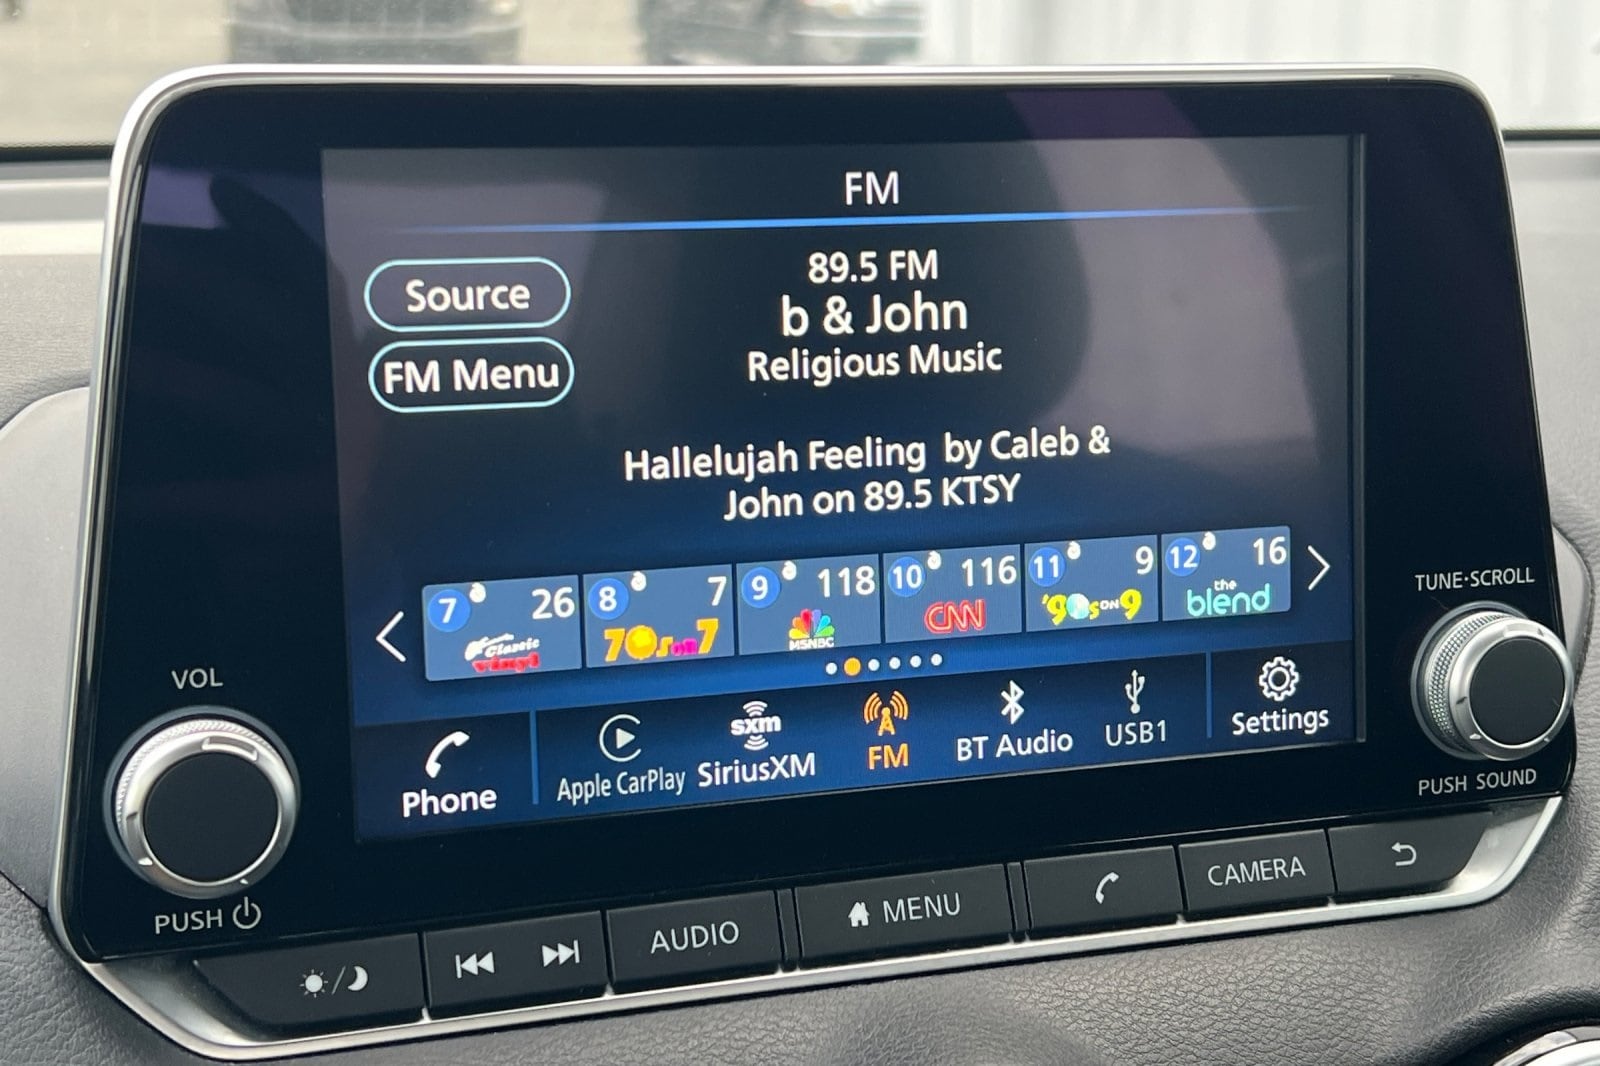 FM
89.5 FM
b & John
Religious Music
Source
FM Menu
Hallelujah Feeling by Caleb &
John on 89.5 KTSY
7 26
Classic
vinyl
8 7
70s on 7
9 118
MSNBC
10 116
CNN
11 9
'90s ON 9
12 16
the
blend
Phone
Apple CarPlay
sxm
SiriusXM
FM
BT Audio
USB1
Settings
VOL
PUSH
TUNE·SCROLL
PUSH SOUND
AUDIO
MENU
CAMERA